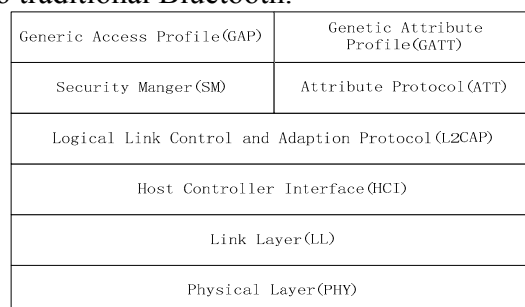 to traditional Bluetooth.
Generic Access Profile(GAP)
Genetic Attribute
Profile(GATT)
Security Manger(SM)
Attribute Protocol(ATT)
Logical Link Control and Adaption Protocol(L2CAP)
Host Controller Interface(HCI)
Link Layer(LL)
Physical Layer(PHY)